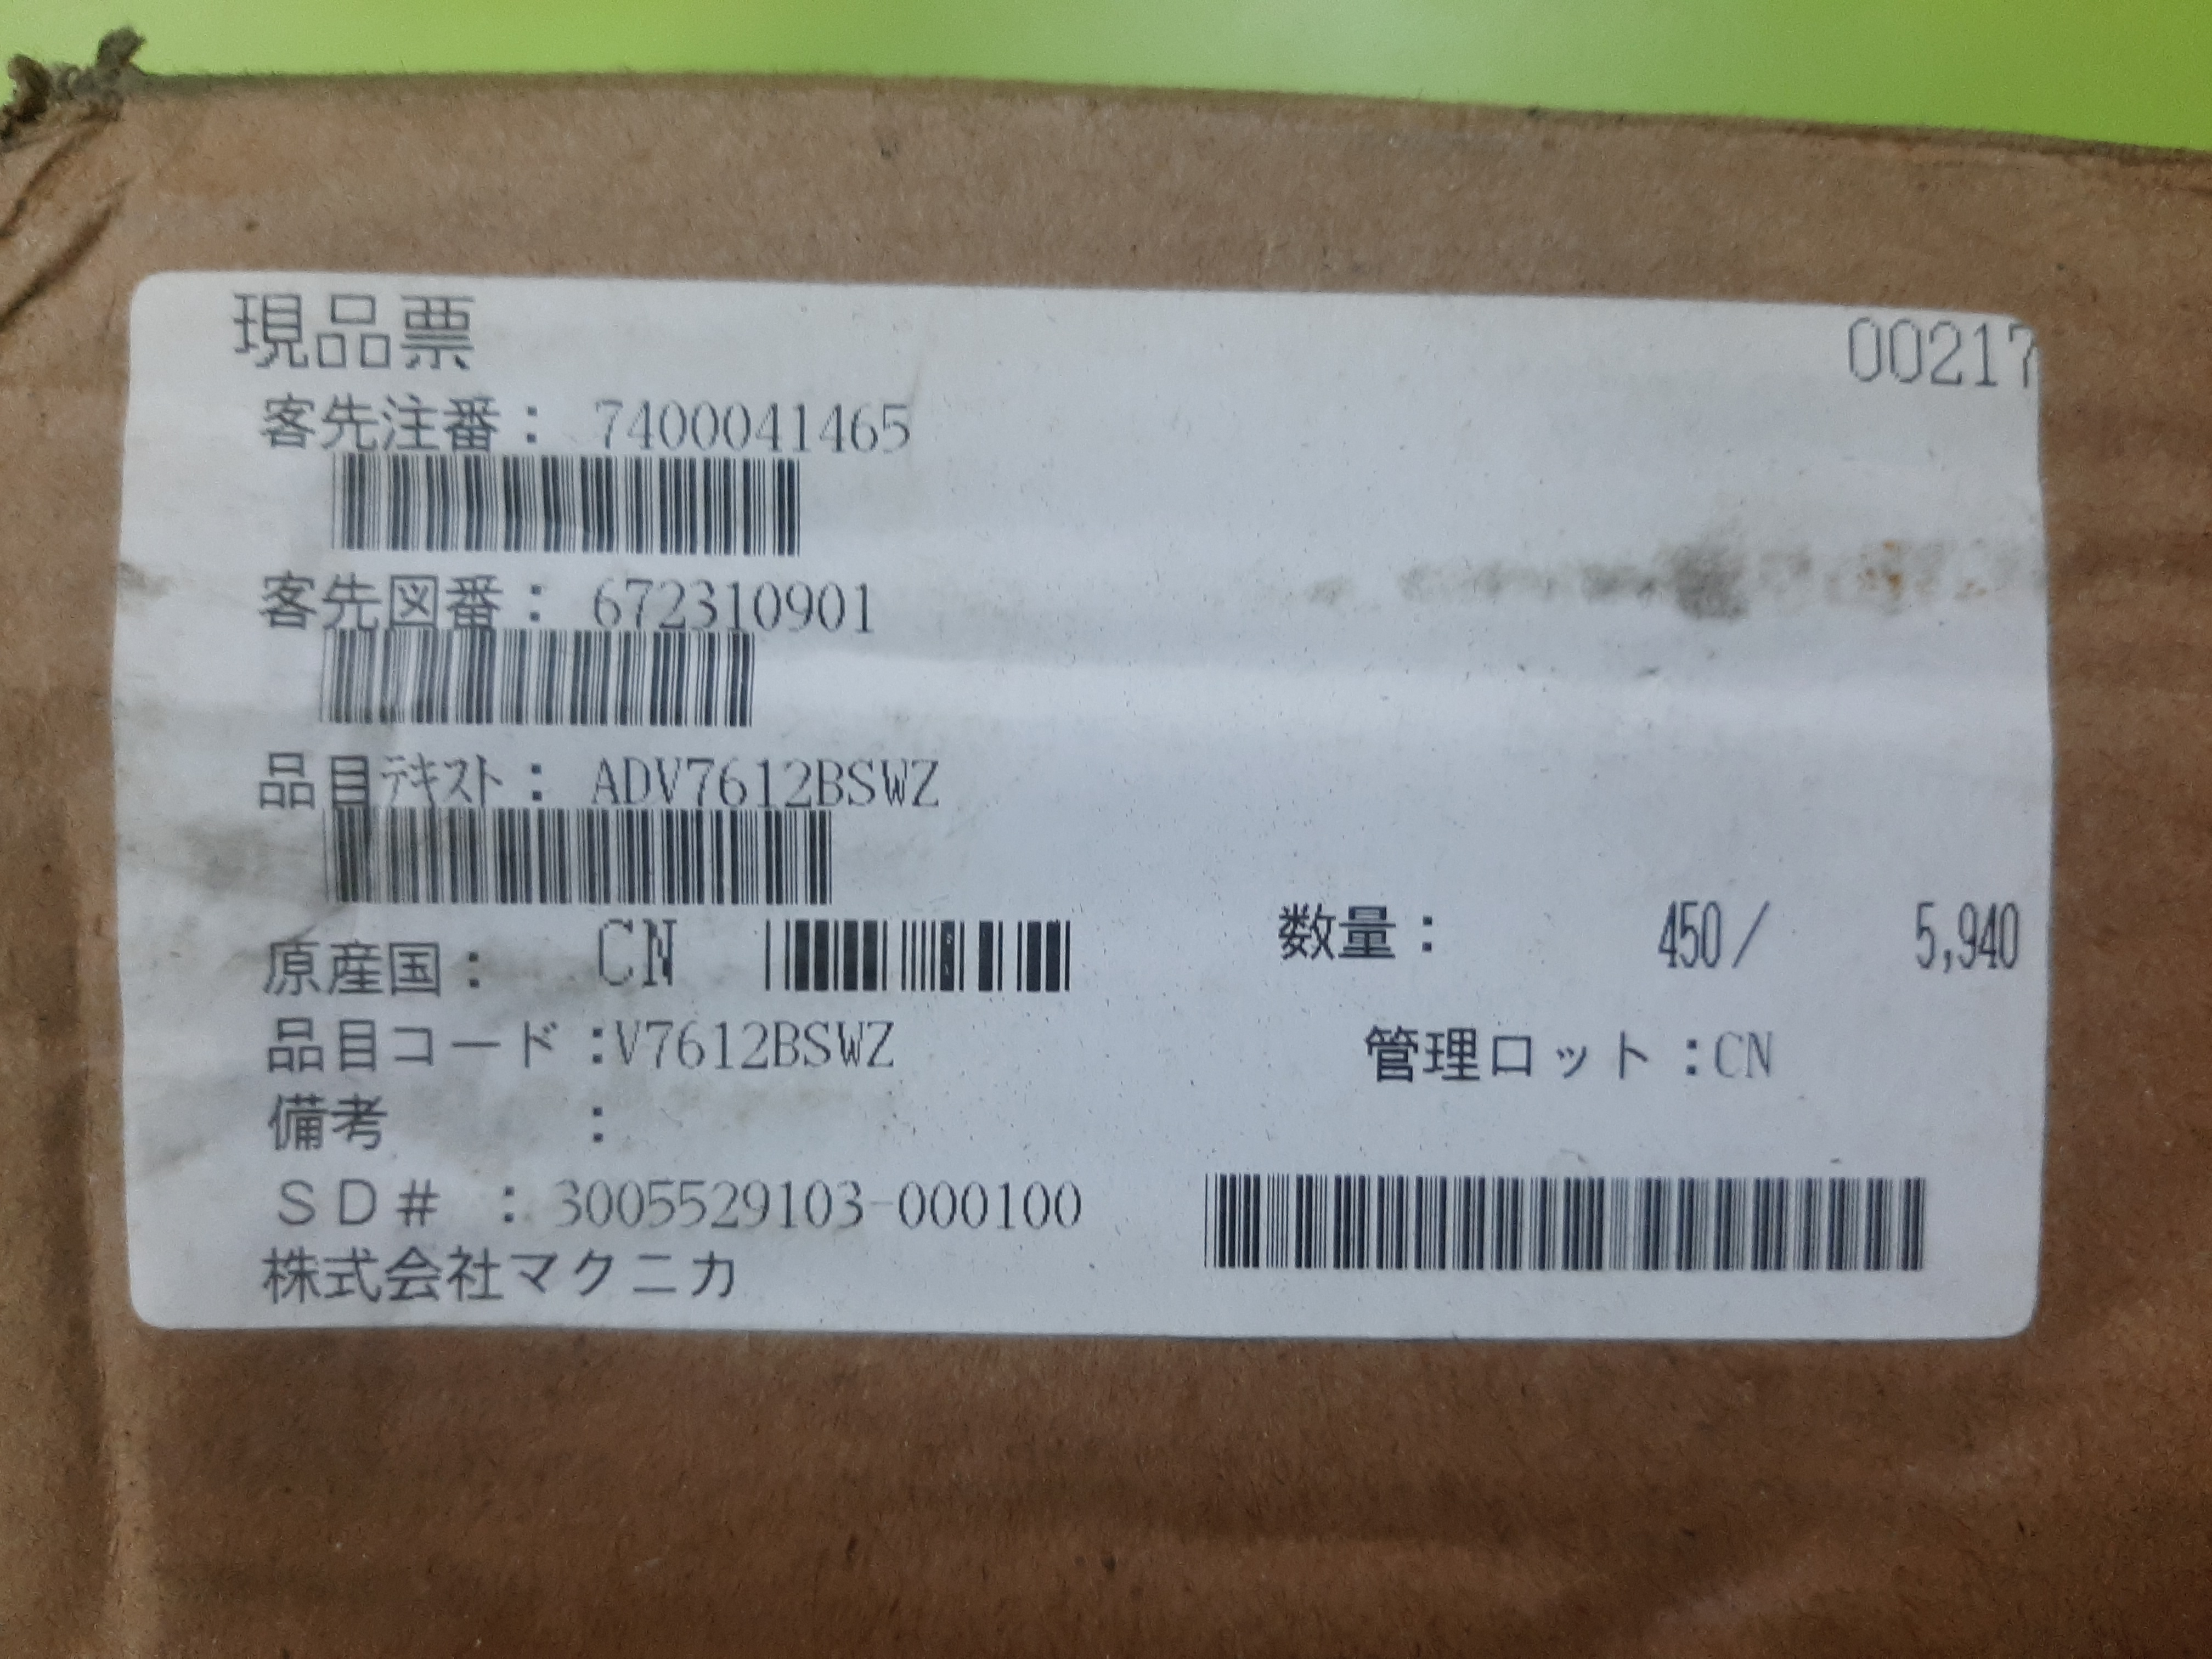 現品票 00217
客先注番： 7400041465
客先図番： 672310901
品目ﾃｷｽﾄ： ADV7612BSWZ
原産国： CN 数量： 450/ 5,940
品目コード：V7612BSWZ 管理ロット：CN
備考 ：
ＳＤ＃ ：3005529103-000100
株式会社マクニカ